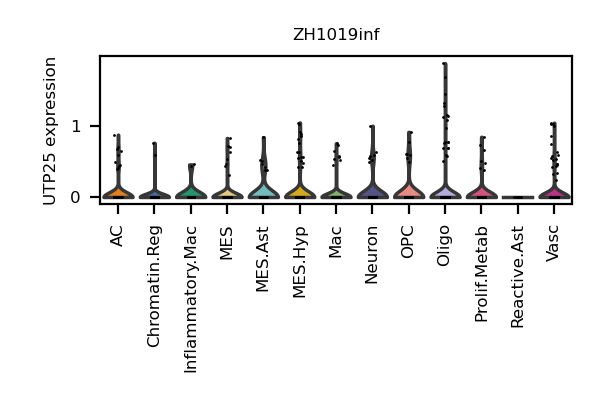 ZH1019inf
UTP25 expression
1
0
AC
Chromatin.Reg
Inflammatory.Mac
MES
MES.Ast
MES.Hyp
Mac
Neuron
OPC
Oligo
Prolif.Metab
Reactive.Ast
Vasc